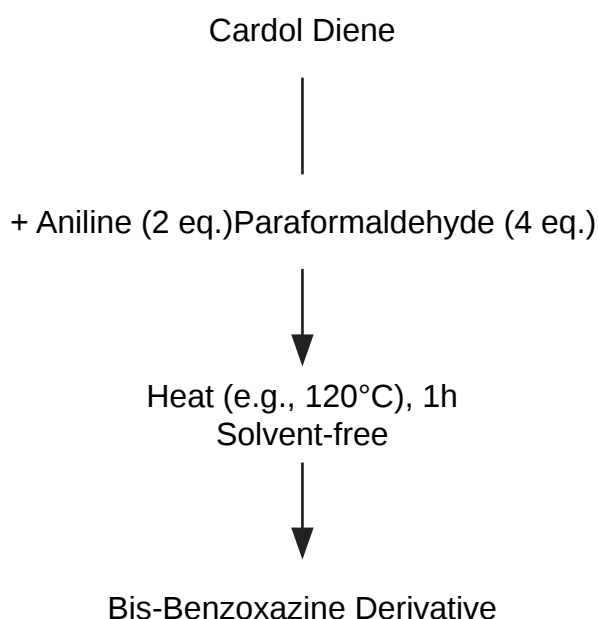 Cardol Diene
+ Aniline (2 eq.)Paraformaldehyde (4 eq.)
Heat (e.g., 120°C), 1h
Solvent-free
Bis-Benzoxazine Derivative